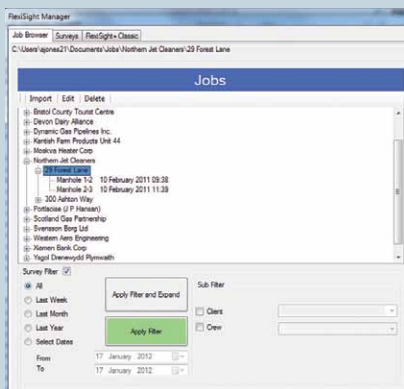 FlexiSight Manager
Job Browser Surveys FlexiSight+ Classic
C:\Users\ajones21\Documents\Jobs\Northern Jet Cleaners\29 Forest Lane
Jobs
Import Edit Delete
Bristol County Tourist Centre
Devon Dairy Alliance
Dynamic Gas Pipelines Inc.
Kentish Farm Products Unit 44
Moskva Heater Corp
Northern Jet Cleaners
29 Forest Lane
Manhole 1-2 10 February 2011 09:38
Manhole 2-3 10 February 2011 11:39
300 Ashton Way
Portlaoise (J P Hansen)
Scotland Gas Partnership
Svensson Borg Ltd
Western Aero Engineering
Xiamen Bank Corp
Ysgol Drenewydd Plymwaith
Survey Filter
All
Last Week
Last Month
Last Year
Select Dates
From 17 January 2012
To 17 January 2012
Apply Filter and Expand
Apply Filter
Sub Filter
Client
Crew